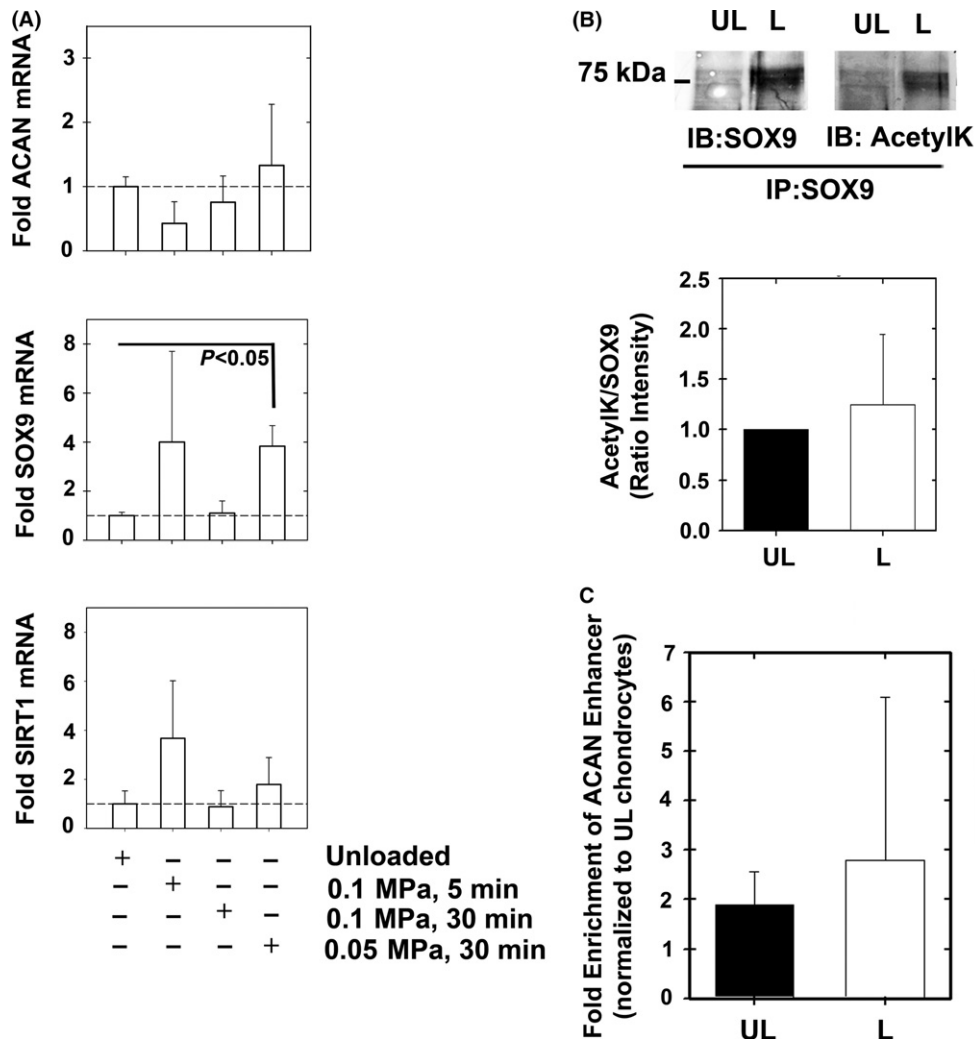 (A)
Fold ACAN mRNA
3
2
1
0
Fold SOX9 mRNA
8
6
4
2
0
P<0.05
Fold SIRT1 mRNA
8
6
4
2
0
+ – – – Unloaded
– + – – 0.1 MPa, 5 min
– – + – 0.1 MPa, 30 min
– – – + 0.05 MPa, 30 min
(B)
UL L UL L
75 kDa
IB:SOX9 IB: AcetylK
IP:SOX9
AcetylK/SOX9
(Ratio Intensity)
2.5
2.0
1.5
1.0
0.5
0.0
UL L
C
Fold Enrichment of ACAN Enhancer
(normalized to UL chondrocytes)
7
6
5
4
3
2
1
0
UL L